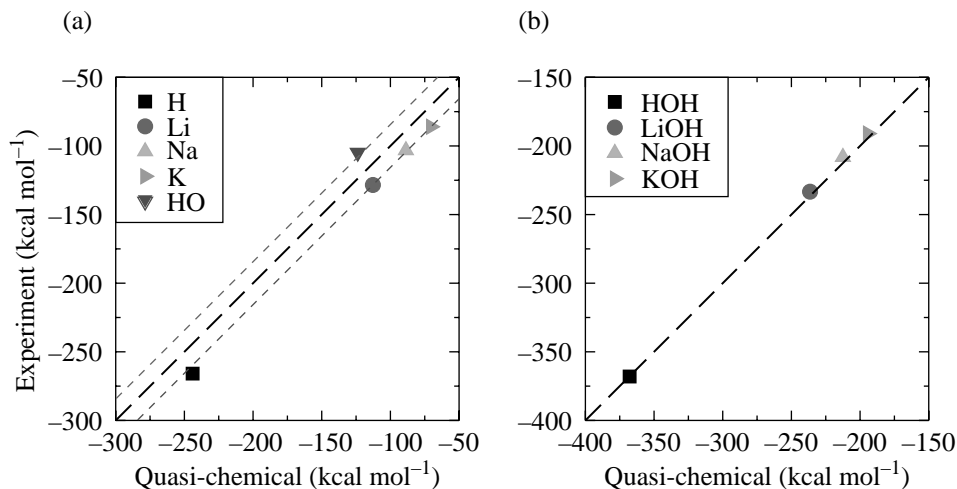 (a)
–50
–100
–150
–200
–250
–300
–300 –250 –200 –150 –100 –50
Experiment (kcal mol⁻¹)
Quasi-chemical (kcal mol⁻¹)
H
Li
Na
K
HO
(b)
–150
–200
–250
–300
–350
–400
–400 –350 –300 –250 –200 –150
Quasi-chemical (kcal mol⁻¹)
HOH
LiOH
NaOH
KOH